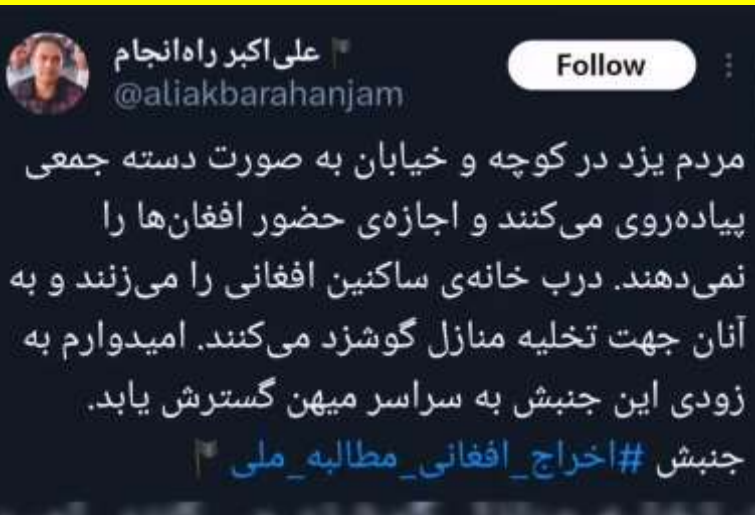 علی‌اکبر راه‌انجام 🏴
@aliakbarahanjam
Follow
مردم یزد در کوچه و خیابان به صورت دسته جمعی
پیاده‌روی می‌کنند و اجازه‌ی حضور افغان‌ها را
نمی‌دهند. درب خانه‌ی ساکنین افغانی را می‌زنند و به
آنان جهت تخلیه منازل گوشزد می‌کنند. امیدوارم به
زودی این جنبش به سراسر میهن گسترش یابد.
جنبش #اخراج_افغانی_مطالبه_ملی 🏴